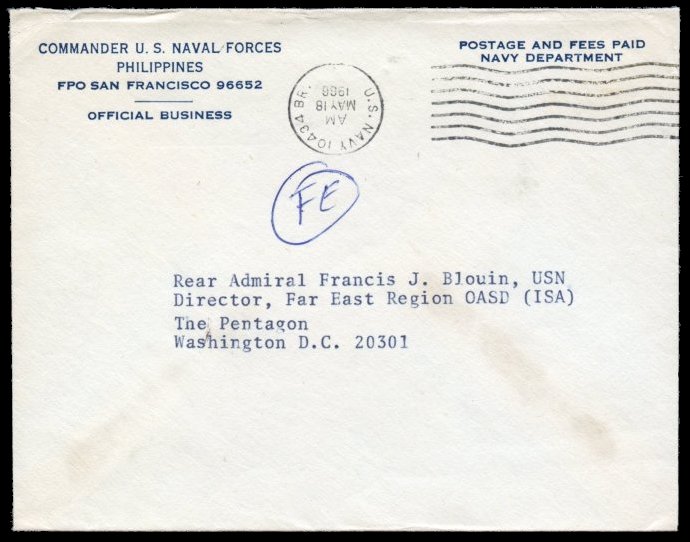 COMMANDER U. S. NAVAL FORCES
PHILIPPINES
FPO SAN FRANCISCO 96652
OFFICIAL BUSINESS
U.S. NAVY 10434 BR.
AM
MAY 18
1966
POSTAGE AND FEES PAID
NAVY DEPARTMENT
FE
Rear Admiral Francis J. Blouin, USN
Director, Far East Region OASD (ISA)
The Pentagon
Washington D.C. 20301